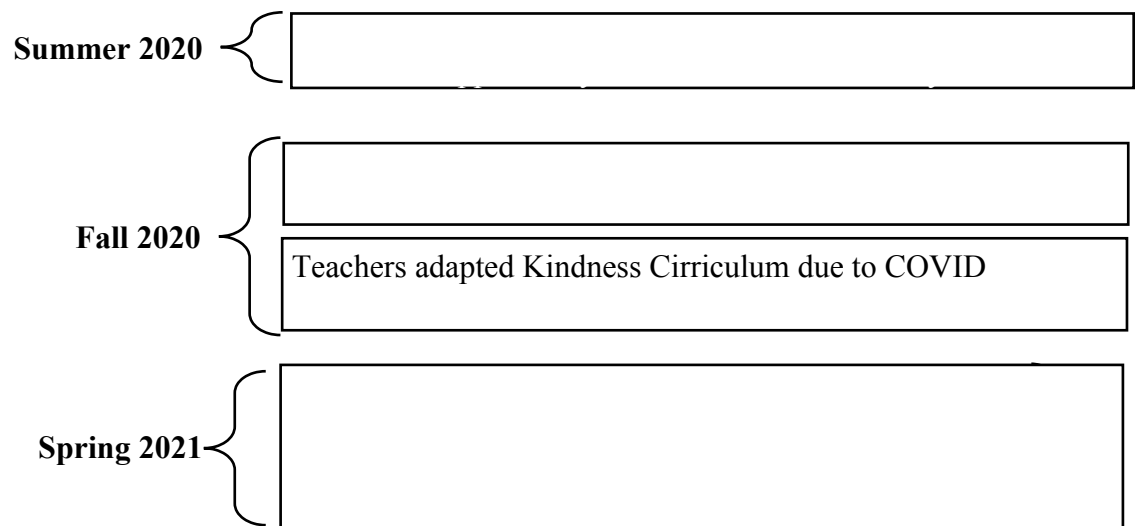 Summer 2020
Fall 2020
Teachers adapted Kindness Cirriculum due to COVID
Spring 2021